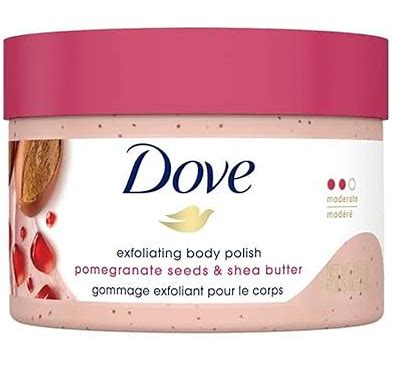 Dove
exfoliating body polish
pomegranate seeds & shea butter
gommage exfoliant pour le corps
moderate
modéré